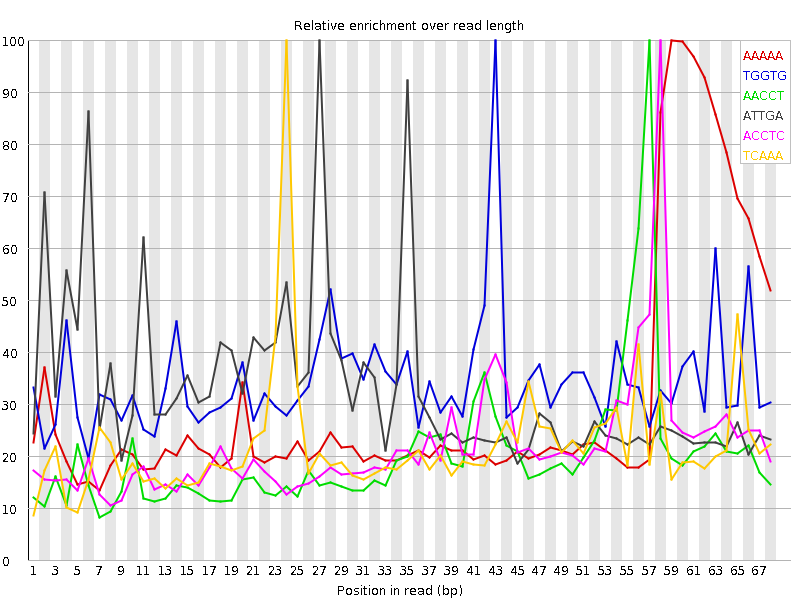 Relative enrichment over read length
100
90
80
70
60
50
40
30
20
10
0
AAAAA
TGGTG
AACCT
ATTGA
ACCTC
TCAAA
1 3 5 7 9 11 13 15 17 19 21 23 25 27 29 31 33 35 37 39 41 43 45 47 49 51 53 55 57 59 61 63 65 67
Position in read (bp)